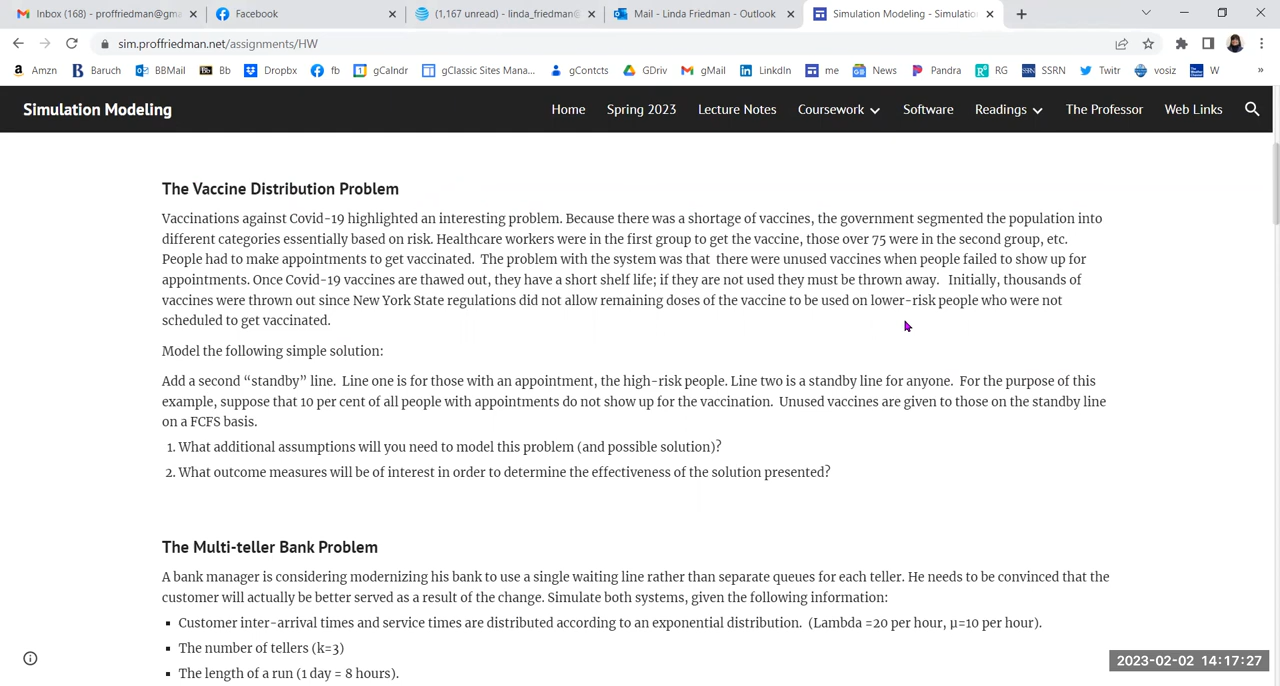 Inbox (168) - proffriedman@gma
Facebook
(1,167 unread) - linda_friedman@
Mail - Linda Friedman - Outlook
Simulation Modeling - Simulation
sim.proffriedman.net/assignments/HW
Amzn Baruch BBMail Bb Dropbx fb gCalndr gClassic Sites Mana... gContcts GDriv gMail LinkdIn me News Pandra RG SSRN Twitr vosiz W »
Simulation Modeling
Home Spring 2023 Lecture Notes Coursework Software Readings The Professor Web Links
The Vaccine Distribution Problem
Vaccinations against Covid-19 highlighted an interesting problem. Because there was a shortage of vaccines, the government segmented the population into
different categories essentially based on risk. Healthcare workers were in the first group to get the vaccine, those over 75 were in the second group, etc.
People had to make appointments to get vaccinated. The problem with the system was that there were unused vaccines when people failed to show up for
appointments. Once Covid-19 vaccines are thawed out, they have a short shelf life; if they are not used they must be thrown away. Initially, thousands of
vaccines were thrown out since New York State regulations did not allow remaining doses of the vaccine to be used on lower-risk people who were not
scheduled to get vaccinated.
Model the following simple solution:
Add a second “standby” line. Line one is for those with an appointment, the high-risk people. Line two is a standby line for anyone. For the purpose of this
example, suppose that 10 per cent of all people with appointments do not show up for the vaccination. Unused vaccines are given to those on the standby line
on a FCFS basis.
1. What additional assumptions will you need to model this problem (and possible solution)?
2. What outcome measures will be of interest in order to determine the effectiveness of the solution presented?
The Multi-teller Bank Problem
A bank manager is considering modernizing his bank to use a single waiting line rather than separate queues for each teller. He needs to be convinced that the
customer will actually be better served as a result of the change. Simulate both systems, given the following information:
▪ Customer inter-arrival times and service times are distributed according to an exponential distribution. (Lambda =20 per hour, μ=10 per hour).
▪ The number of tellers (k=3)
▪ The length of a run (1 day = 8 hours).
2023-02-02 14:17:27